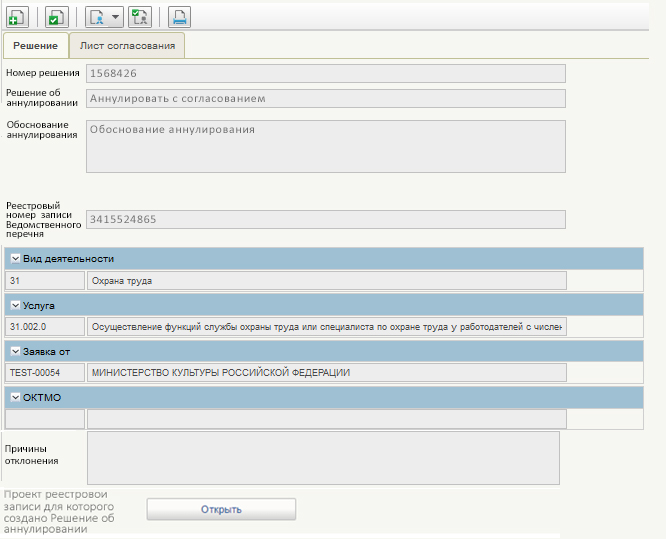 Решение
Лист согласования
Номер решения 1568426
Решение об
аннулировании
Аннулировать с согласованием
Обоснование
аннулирования
Обоснование аннулирования
Реестровый
номер записи
Ведомственного
перечня
3415524865
Вид деятельности
31 Охрана труда
Услуга
31.002.0 Осуществление функций службы охраны труда или специалиста по охране труда у работодателей с числен
Заявка от
TEST-00054 МИНИСТЕРСТВО КУЛЬТУРЫ РОССИЙСКОЙ ФЕДЕРАЦИИ
ОКТМО
Причины
отклонения
Проект реестровои
записи для которого
создано Решение об
аннулировании
Открыть